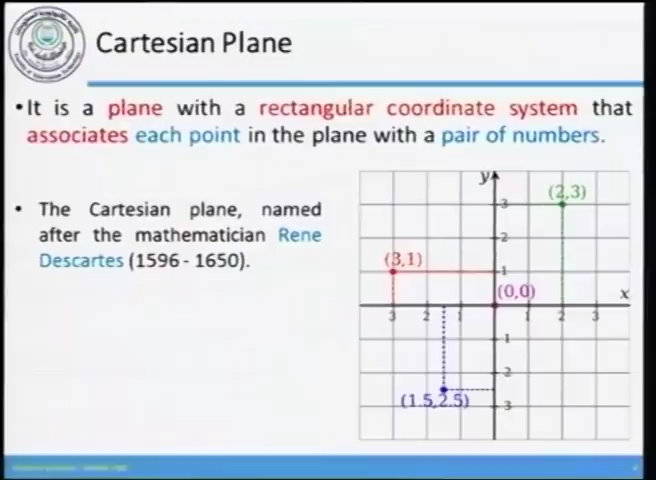 Cartesian Plane
•It is a plane with a rectangular coordinate system that
associates each point in the plane with a pair of numbers.
• The Cartesian plane, named
after the mathematician Rene
Descartes (1596 - 1650).
y
3
(2,3)
2
(3,1)
1
(0,0)
x
3 2 1 1 2 3
1
2
(1.5,2.5)
3